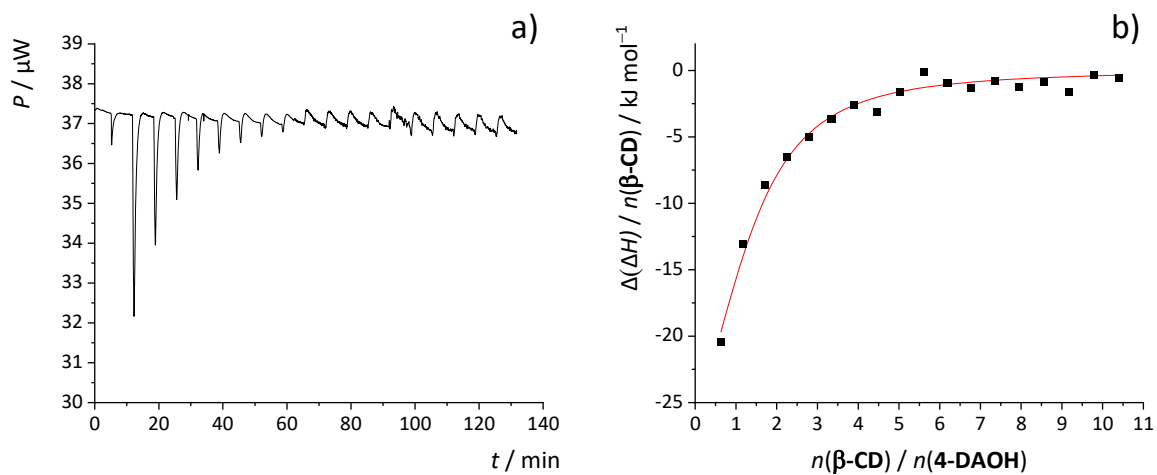 a)
P / μW
39
38
37
36
35
34
33
32
31
30
0 20 40 60 80 100 120 140
t / min
b)
Δ(ΔH) / n(β-CD) / kJ mol⁻¹
0
-5
-10
-15
-20
-25
0 1 2 3 4 5 6 7 8 9 10 11
n(β-CD) / n(4-DAOH)